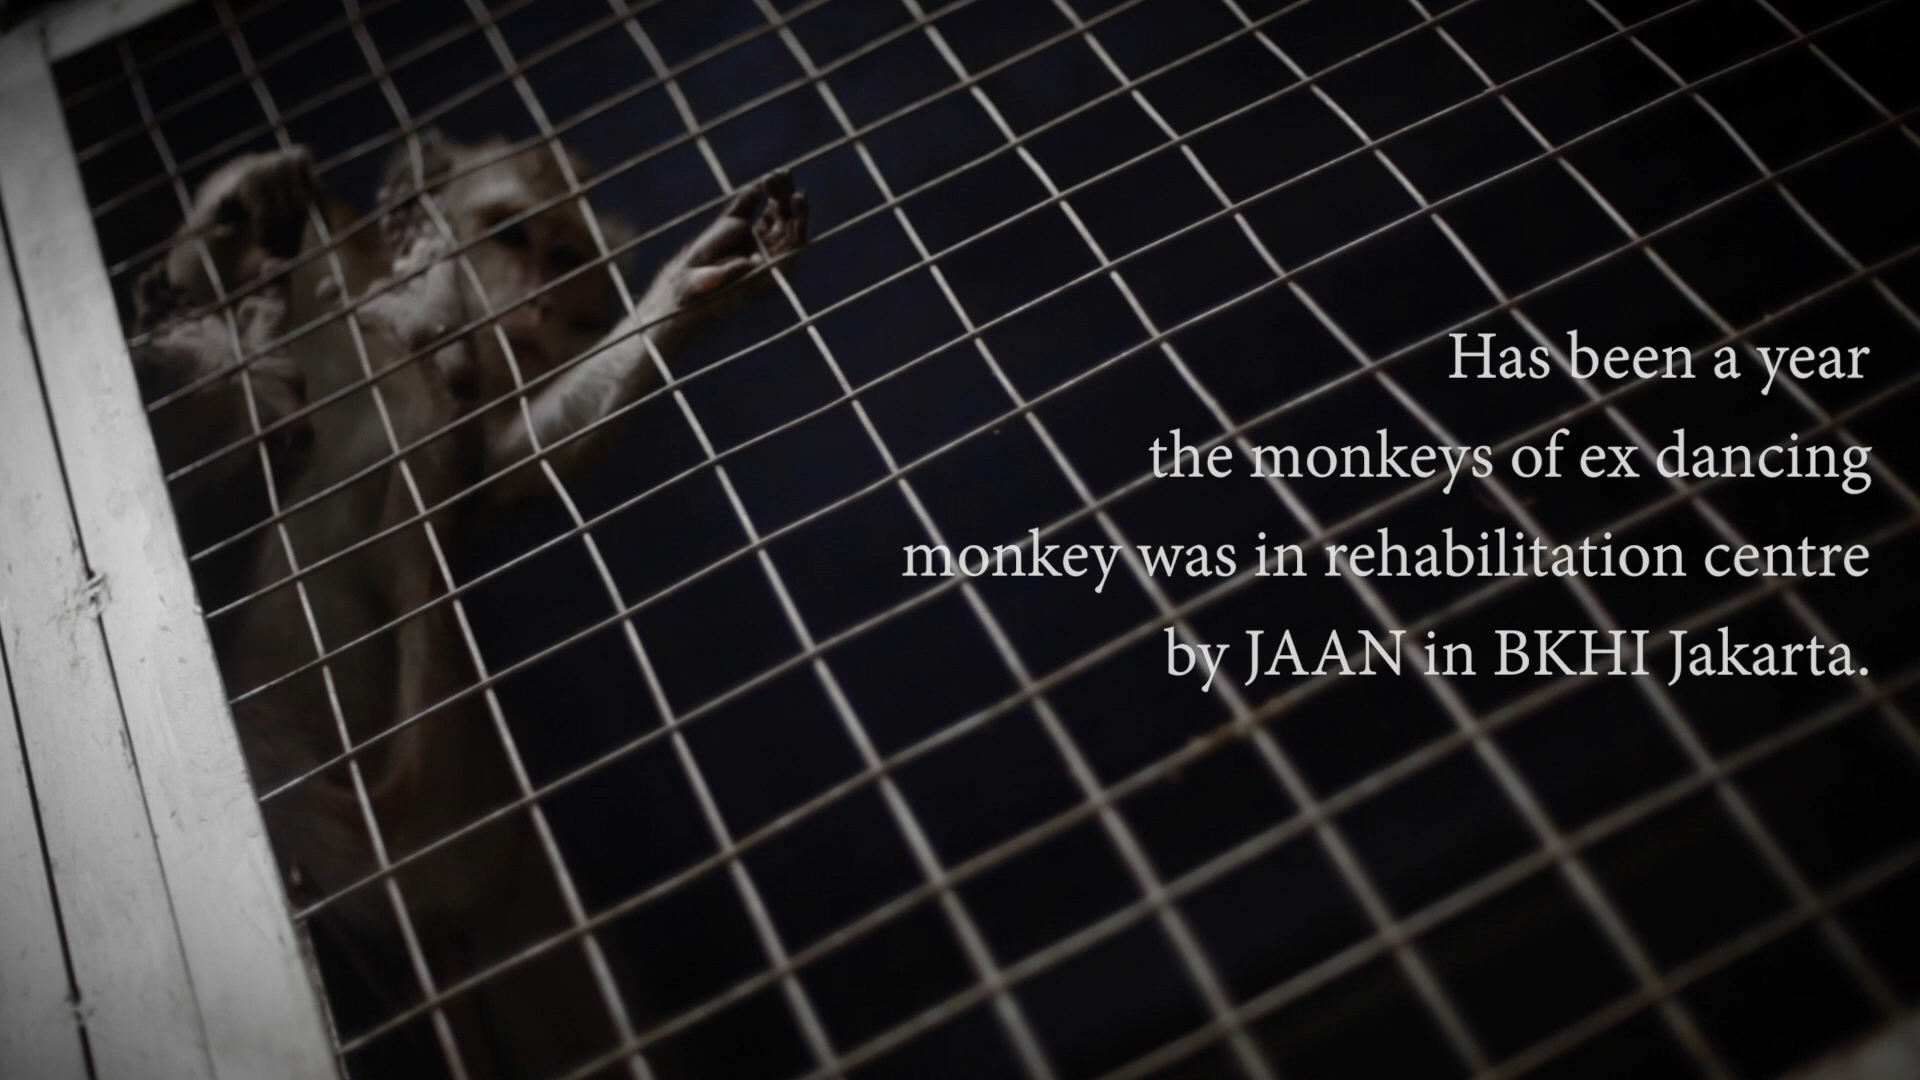 Has been a year
the monkeys of ex dancing
monkey was in rehabilitation centre
by JAAN in BKHI Jakarta.